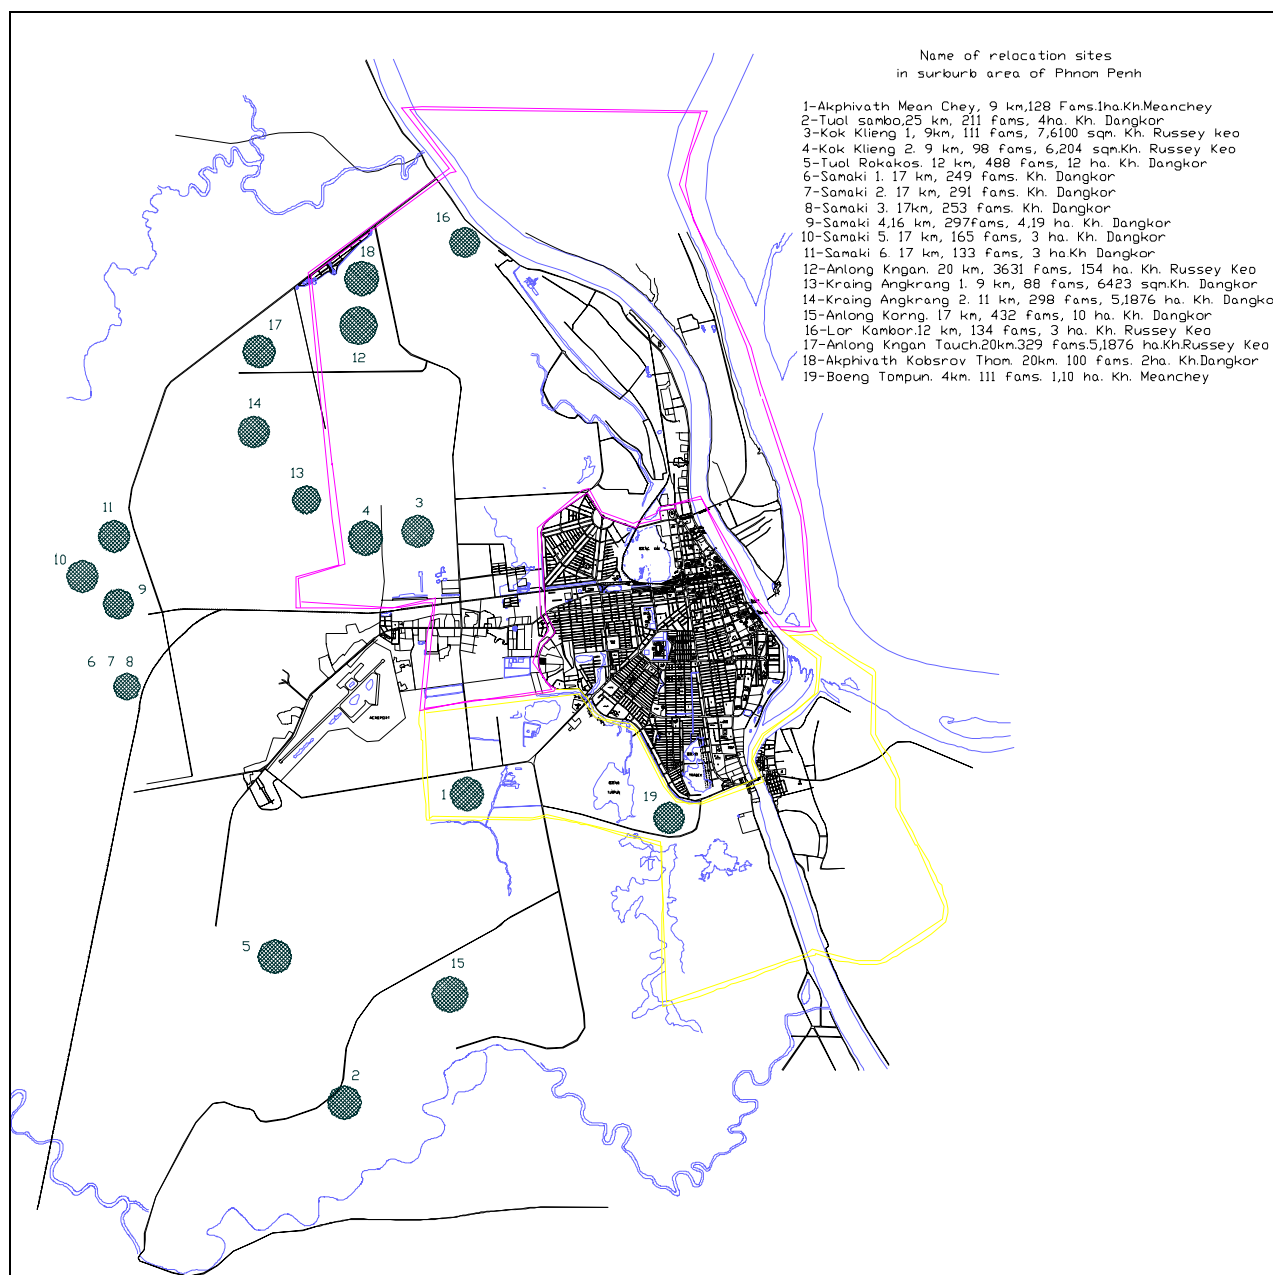 Name of relocation sites
in surburb area of Phnom Penh
1-Akphivath Mean Chey, 9 km,128 Fams.1ha.Kh.Meanchey
2-Tuol sambo,25 km, 211 fams, 4ha. Kh. Dangkor
3-Kok Klieng 1, 9km, 111 fams, 7,6100 sqm. Kh. Russey keo
4-Kok Klieng 2. 9 km, 98 fams, 6,204 sqm.Kh. Russey Keo
5-Tuol Rokakos. 12 km, 488 fams, 12 ha. Kh. Dangkor
6-Samaki 1. 17 km, 249 fams. Kh. Dangkor
7-Samaki 2. 17 km, 291 fams. Kh. Dangkor
8-Samaki 3. 17km, 253 fams. Kh. Dangkor
9-Samaki 4,16 km, 297fams, 4,19 ha. Kh. Dangkor
10-Samaki 5. 17 km, 165 fams, 3 ha. Kh. Dangkor
11-Samaki 6. 17 km, 133 fams, 3 ha.Kh Dangkor
12-Anlong Kngan. 20 km, 3631 fams, 154 ha. Kh. Russey Keo
13-Kraing Angkrang 1. 9 km, 88 fams, 6423 sqm.Kh. Dangkor
14-Kraing Angkrang 2. 11 km, 298 fams, 5,1876 ha. Kh. Dangko
15-Anlong Korng. 17 km, 432 fams, 10 ha. Kh. Dangkor
16-Lor Kambor.12 km, 134 fams, 3 ha. Kh. Russey Keo
17-Anlong Kngan Tauch.20km.329 fams.5,1876 ha.Kh.Russey Keo
18-Akphivath Kobsrov Thom. 20km. 100 fams. 2ha. Kh.Dangkor
19-Boeng Tompun. 4km. 111 fams. 1,10 ha. Kh. Meanchey
16
18
17
12
14
13
3
4
11
10
9
6 7 8
1
19
5
15
2